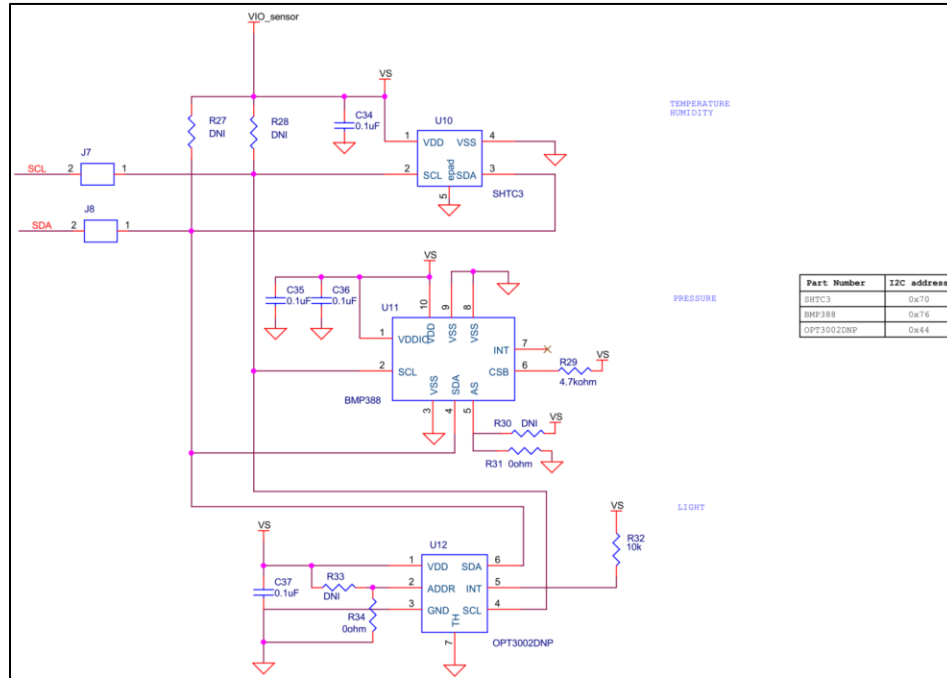 VIO_sensor
VS
R27
DNI
R28
DNI
C34
0.1uF
U10
1
VDD
VSS
4
2
SCL
epad
SDA
3
5
SHTC3
TEMPERATURE
HUMIDITY
J7
SCL
2
1
J8
SDA
2
1
VS
C35
0.1uF
C36
0.1uF
U11
10
9
8
VDD
VSS
VSS
1
VDDIO
INT
7
2
SCL
CSB
6
R29
4.7kohm
VS
VSS
SDA
AS
3
4
5
BMP388
R30 DNI
VS
R31 0ohm
PRESSURE
Part Number I2C address
SHTC3 0x70
BMP388 0x76
OPT3002DNP 0x44
LIGHT
VS
C37
0.1uF
R33
DNI
R34
0ohm
U12
1
VDD
SDA
6
2
ADDR
INT
5
3
GND
SCL
4
TH
7
OPT3002DNP
VS
R32
10k